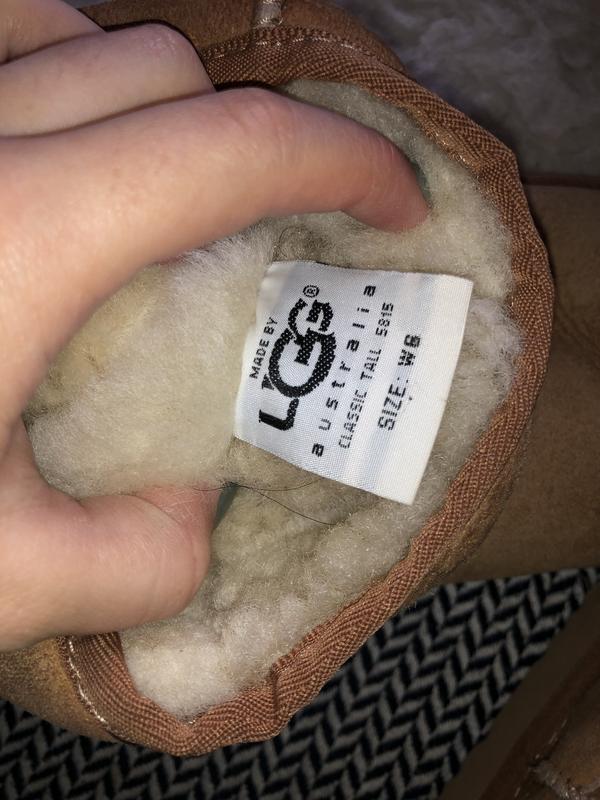 MADE BY
UGG®
australia
CLASSIC TALL 5815
SIZE: W8